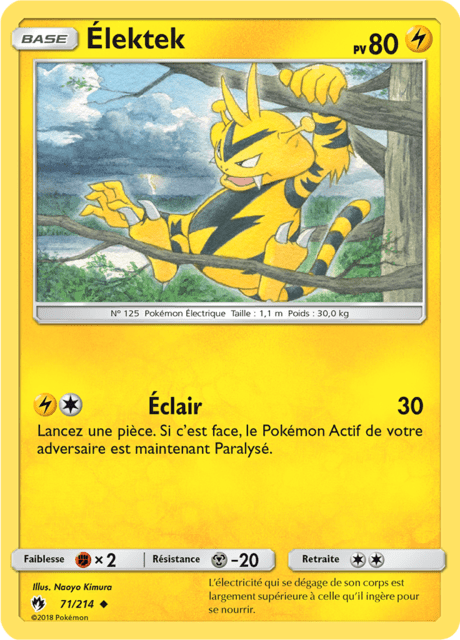 BASE Élektek PV 80
N° 125 Pokémon Électrique Taille : 1,1 m Poids : 30,0 kg
Éclair 30
Lancez une pièce. Si c'est face, le Pokémon Actif de votre
adversaire est maintenant Paralysé.
Faiblesse ×2 Résistance -20 Retraite
Illus. Naoyo Kimura
71/214
©2018 Pokémon
L'électricité qui se dégage de son corps est
largement supérieure à celle qu'il ingère pour
se nourrir.